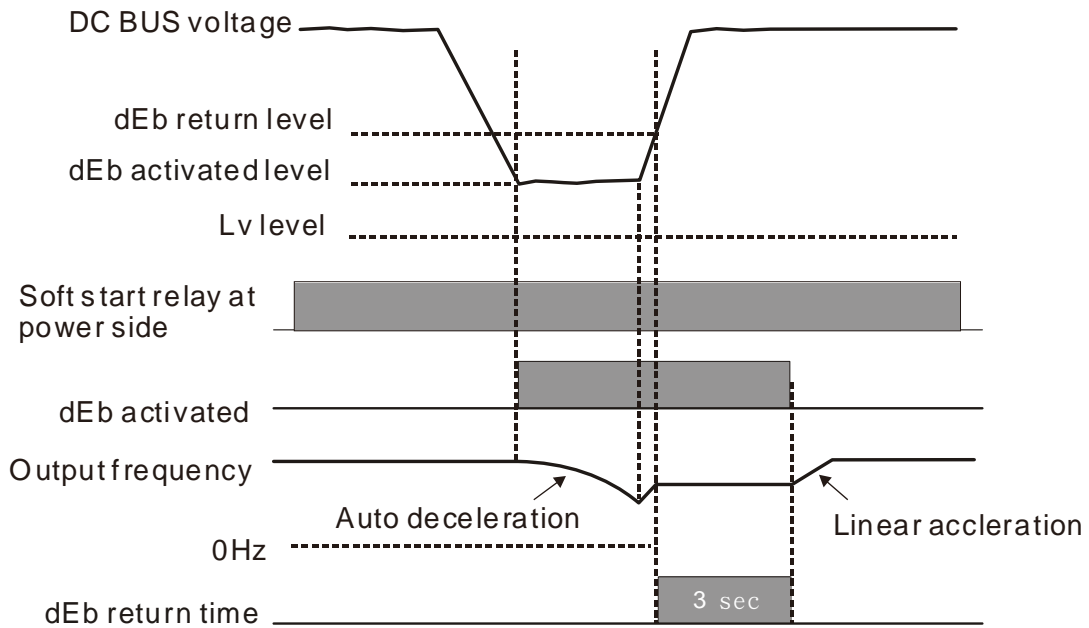 DC BUS voltage
dEb return level
dEb activated level
Lv level
Soft start relay at
power side
dEb activated
Output frequency
Auto deceleration
Linear accleration
0Hz
3 sec
dEb return time